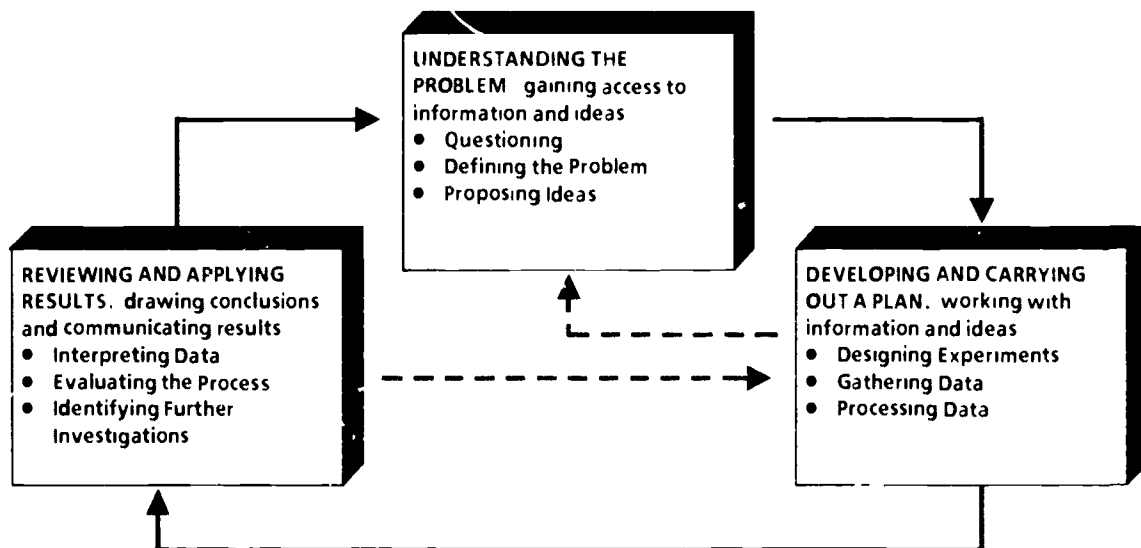 UNDERSTANDING THE
PROBLEM gaining access to
information and ideas
● Questioning
● Defining the Problem
● Proposing Ideas
REVIEWING AND APPLYING
RESULTS. drawing conclusions
and communicating results
● Interpreting Data
● Evaluating the Process
● Identifying Further
Investigations
DEVELOPING AND CARRYING
OUT A PLAN. working with
information and ideas
● Designing Experiments
● Gathering Data
● Processing Data